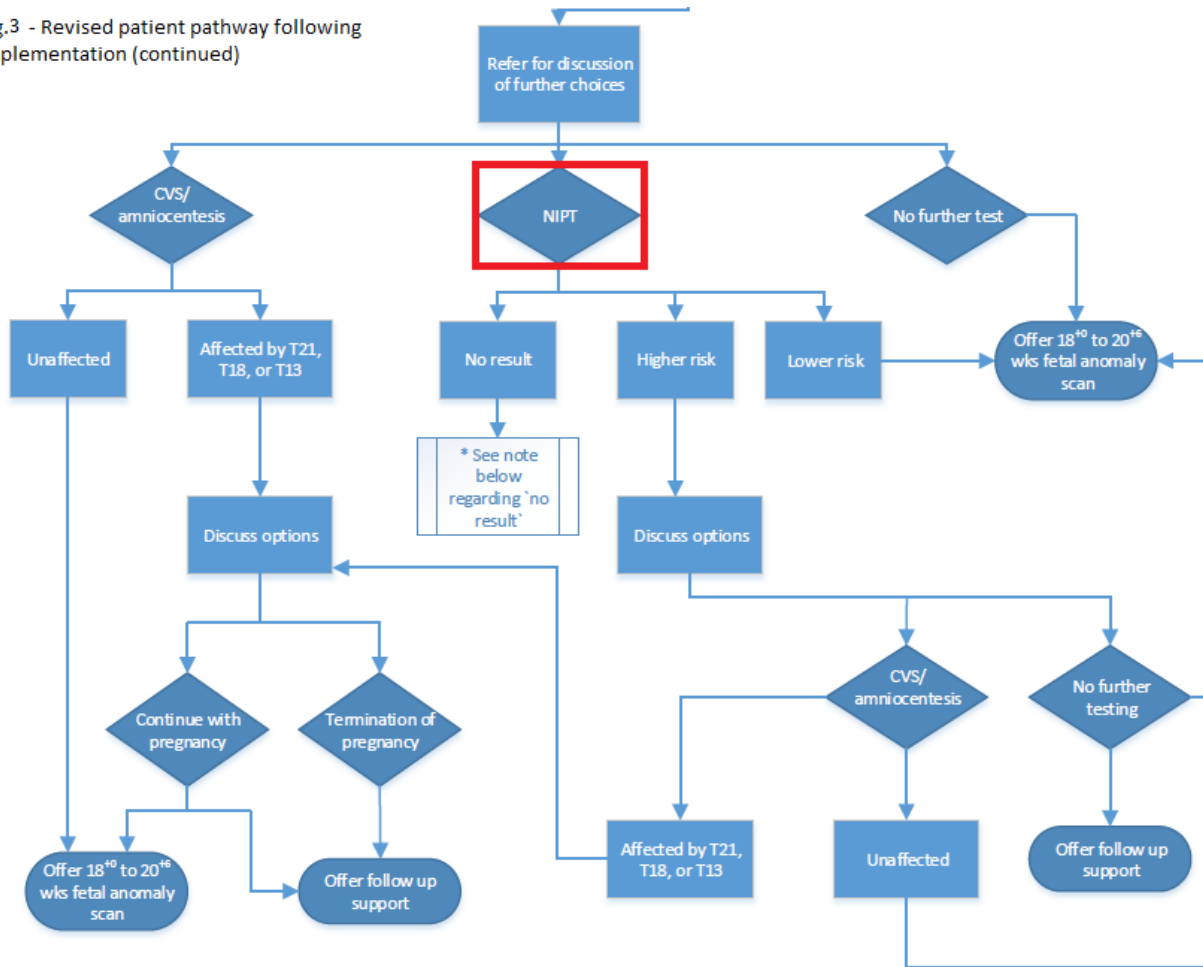 g.3 - Revised patient pathway following
plementation (continued)
Refer for discussion
of further choices
CVS/
amniocentesis
NIPT
No further test
Unaffected
Affected by T21,
T18, or T13
No result
Higher risk
Lower risk
Offer 18+0 to 20+6
wks fetal anomaly
scan
* See note
below
regarding `no
result`
Discuss options
Discuss options
Continue with
pregnancy
Termination of
pregnancy
CVS/
amniocentesis
No further
testing
Offer 18+0 to 20+6
wks fetal anomaly
scan
Offer follow up
support
Affected by T21,
T18, or T13
Unaffected
Offer follow up
support